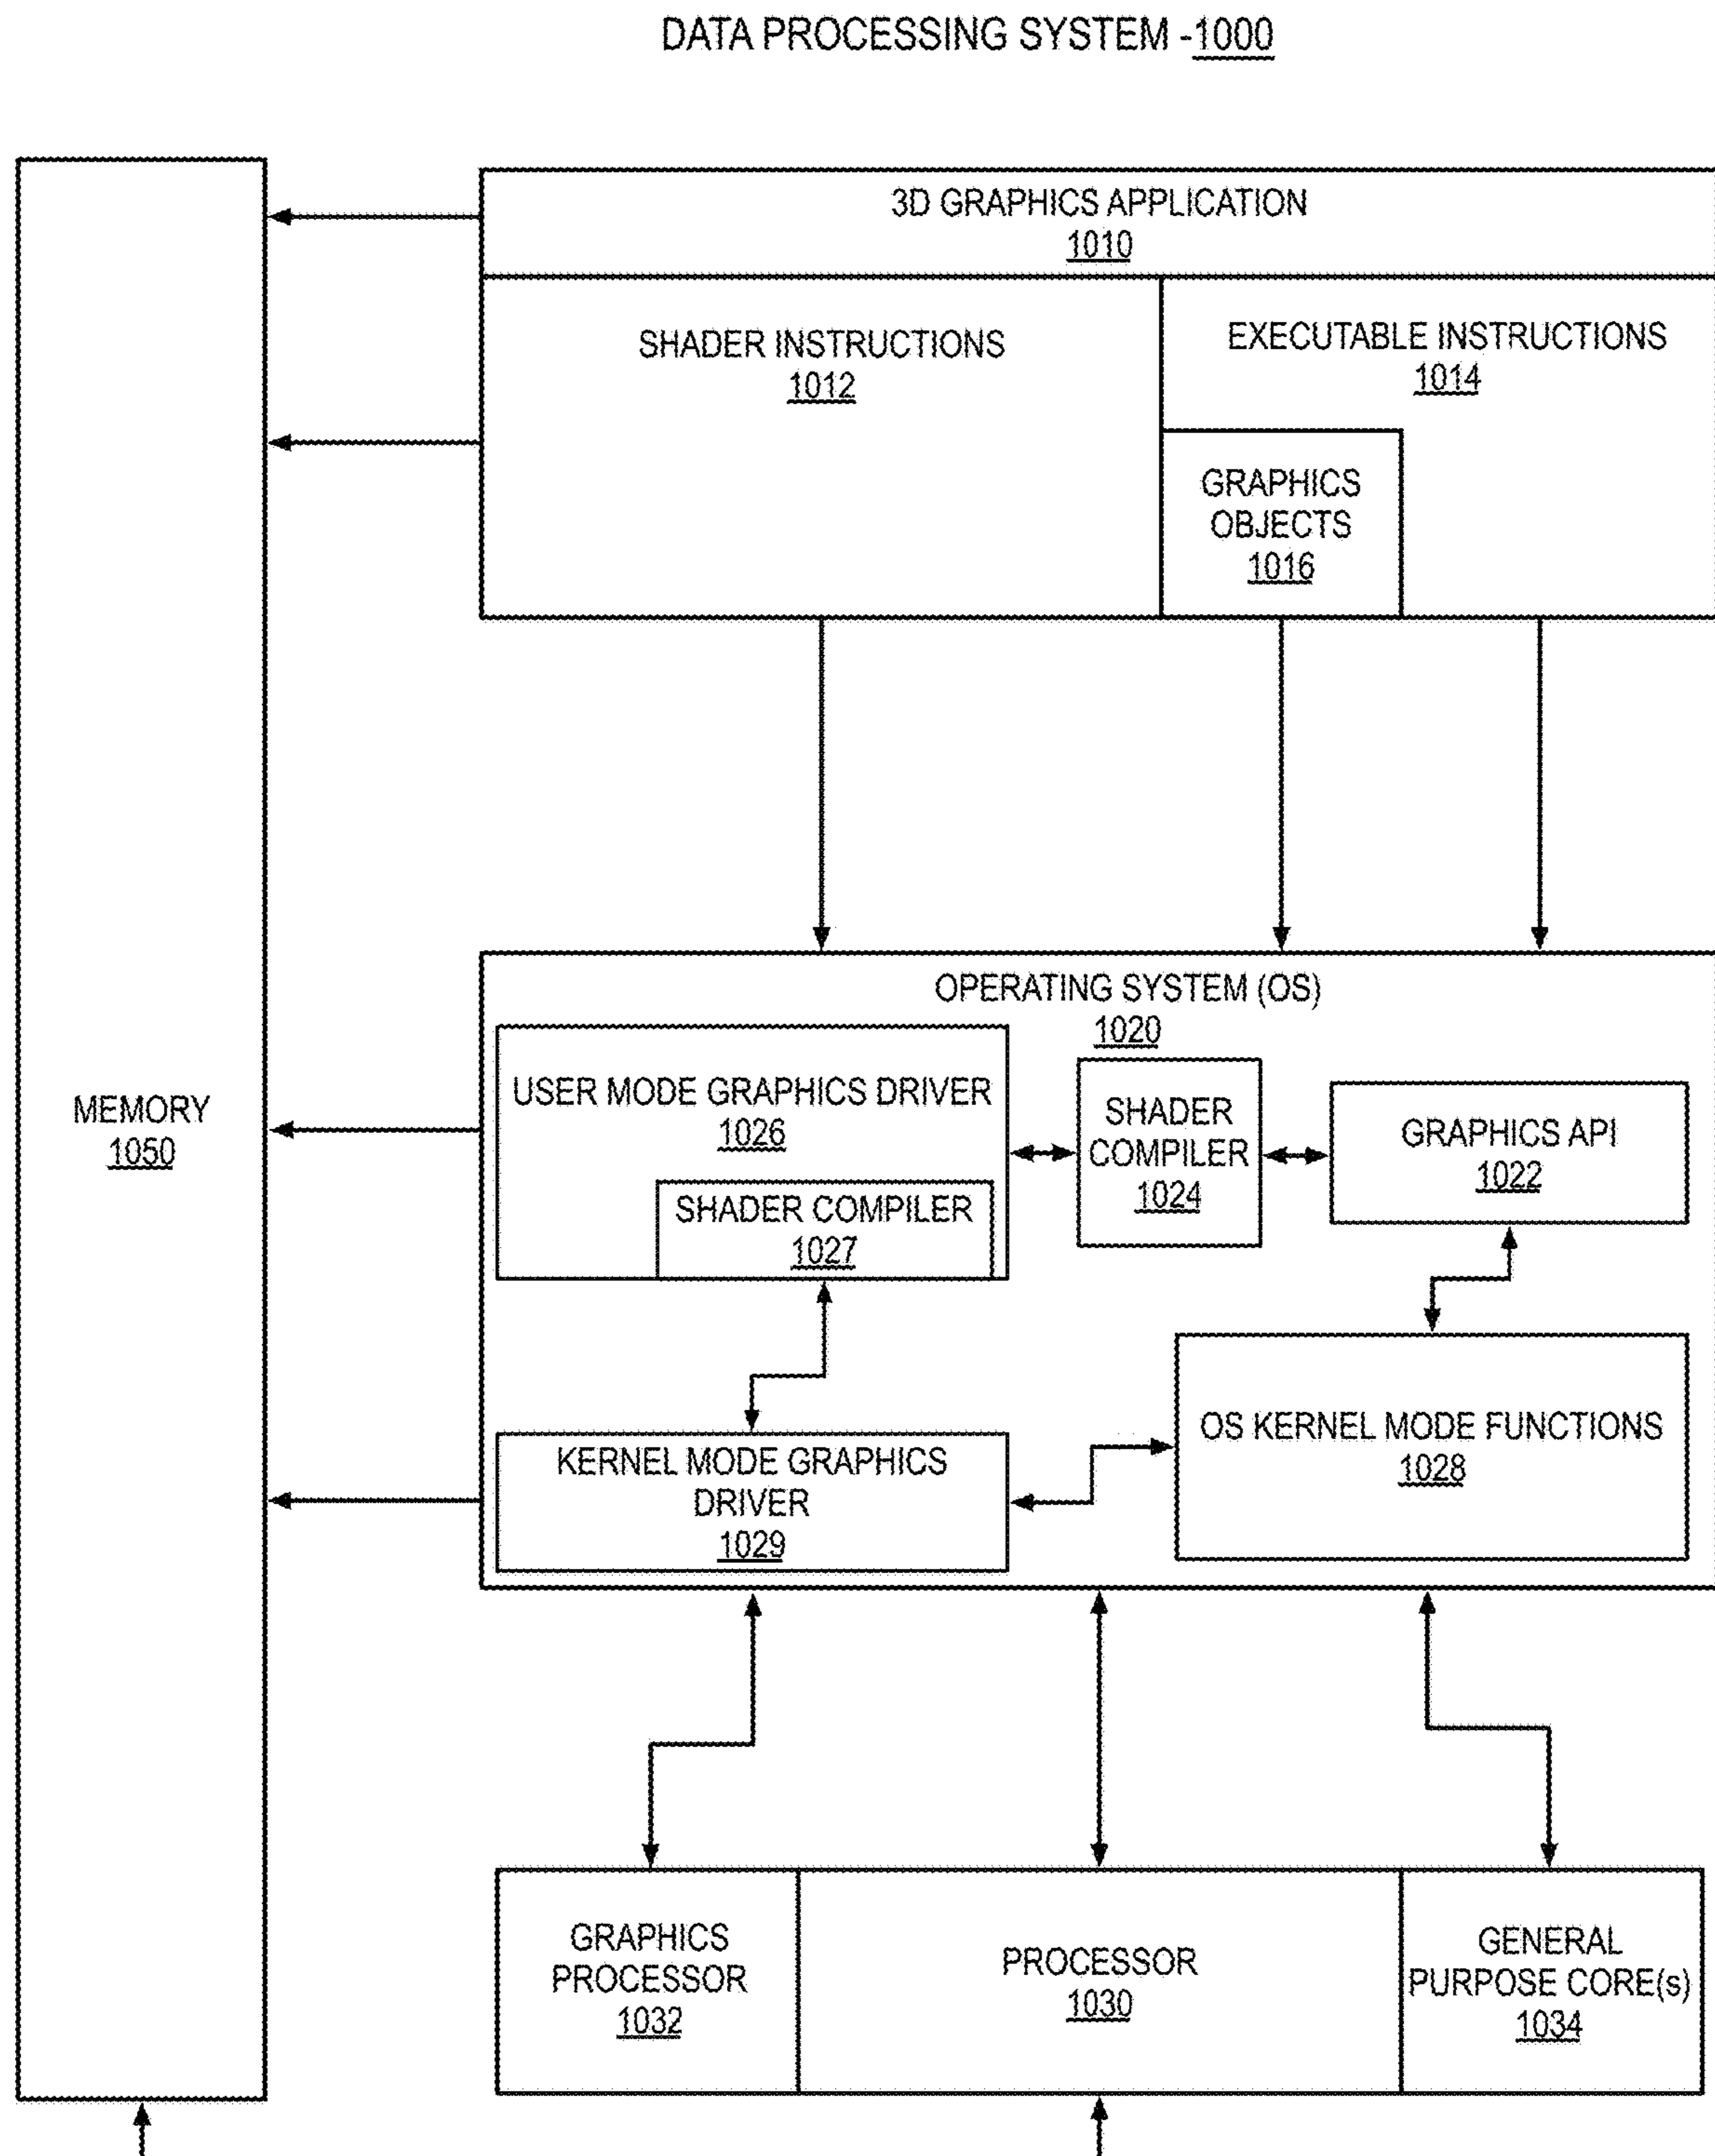 DATA PROCESSING SYSTEM -1000
3D GRAPHICS APPLICATION
1010
SHADER INSTRUCTIONS
1012
EXECUTABLE INSTRUCTIONS
1014
GRAPHICS
OBJECTS
1016
MEMORY
1050
OPERATING SYSTEM (OS)
1020
USER MODE GRAPHICS DRIVER
1026
SHADER COMPILER
1027
SHADER
COMPILER
1024
GRAPHICS API
1022
KERNEL MODE GRAPHICS
DRIVER
1029
OS KERNEL MODE FUNCTIONS
1028
GRAPHICS
PROCESSOR
1032
PROCESSOR
1030
GENERAL
PURPOSE CORE(s)
1034